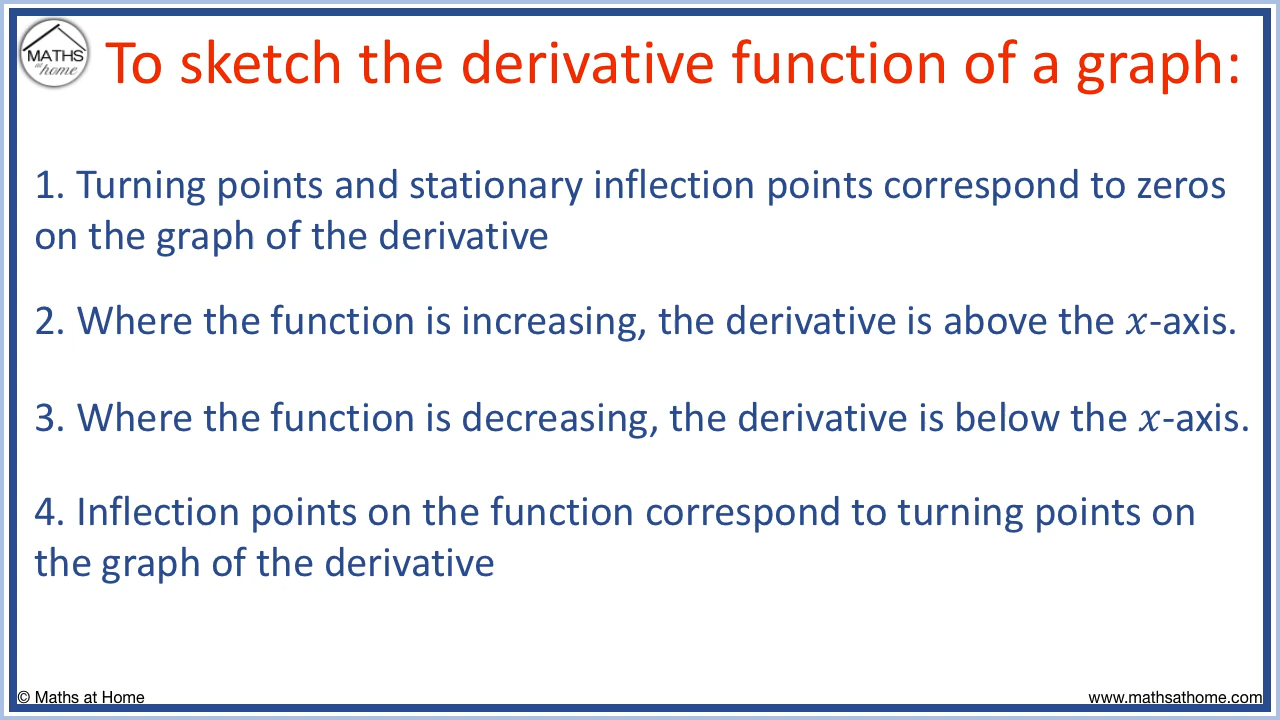 MATHS
at
home
To sketch the derivative function of a graph:
1. Turning points and stationary inflection points correspond to zeros
on the graph of the derivative
2. Where the function is increasing, the derivative is above the x-axis.
3. Where the function is decreasing, the derivative is below the x-axis.
4. Inflection points on the function correspond to turning points on
the graph of the derivative
© Maths at Home
www.mathsathome.com